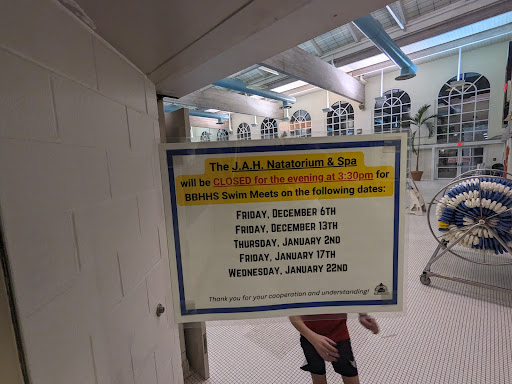 The J.A.H. Natatorium & Spa
will be CLOSED for the evening at 3:30pm for
BBHHS Swim Meets on the following dates:
Friday, December 6th
Friday, December 13th
Thursday, January 2nd
Friday, January 17th
Wednesday, January 22nd
Thank you for your cooperation and understanding!